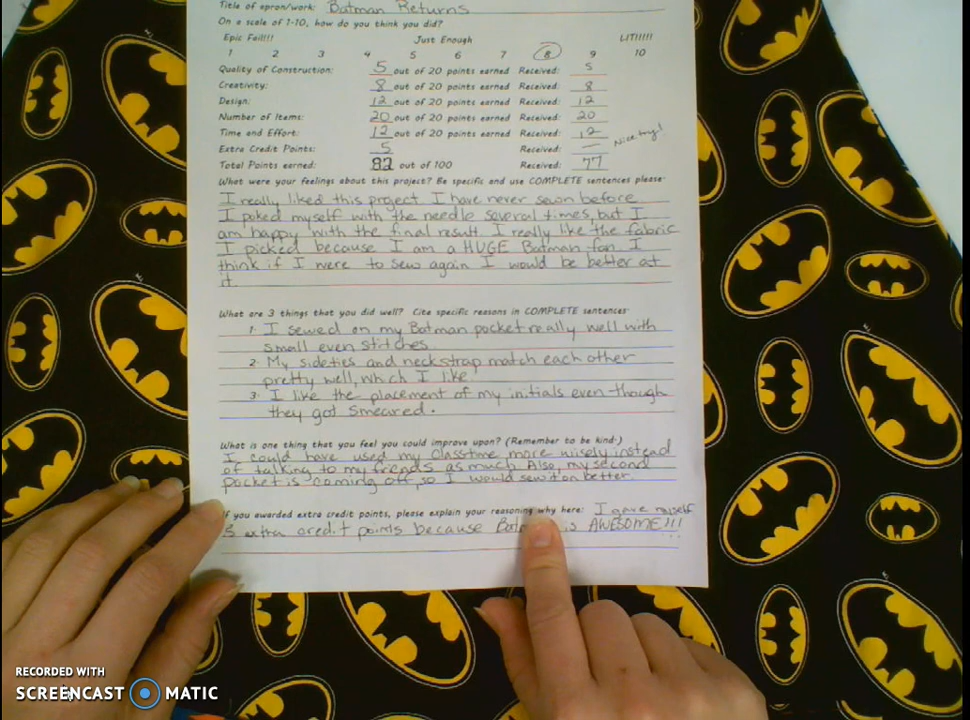 Title of apron/work: Batman Returns
On a scale of 1-10, how do you think you did?
Epic Fail!!! Just Enough LIT!!!!!
1 2 3 4 5 6 7 8 9 10
Quality of Construction: 5 out of 20 points earned Received: 5
Creativity: 8 out of 20 points earned Received: 8
Design: 12 out of 20 points earned Received: 12
Number of Items: 20 out of 20 points earned Received: 20
Time and Effort: 12 out of 20 points earned Received: 12
Extra Credit Points: 5 Received: — Nice try!
Total Points earned: 82 out of 100 Received: 77
What were your feelings about this project? Be specific and use COMPLETE sentences please.
I really liked this project I have never sewn before
I poked myself with the needle several times, but I
am happy with the final result. I really like the fabric
I picked because I am a HUGE Batman fan. I
think if I were to sew again I would be better at
it.
What are 3 things that you did well? Cite specific reasons in COMPLETE sentences.
1. I sewed on my Batman pocket really well with
small even stitches.
2. My side ties and neckstrap match each other
pretty well, which I like.
3. I like the placement of my initials even though
they got smeared.
What is one thing that you feel you could improve upon? (Remember to be kind.)
I could have used my classtime more wisely instead
of talking to my friends as much. Also, my second
pocket is coming off, so I would sew it on better.
f you awarded extra credit points, please explain your reasoning why here: I gave myself
5 extra credit points because Bat is AWESOME!!!
RECORDED WITH
SCREENCAST MATIC